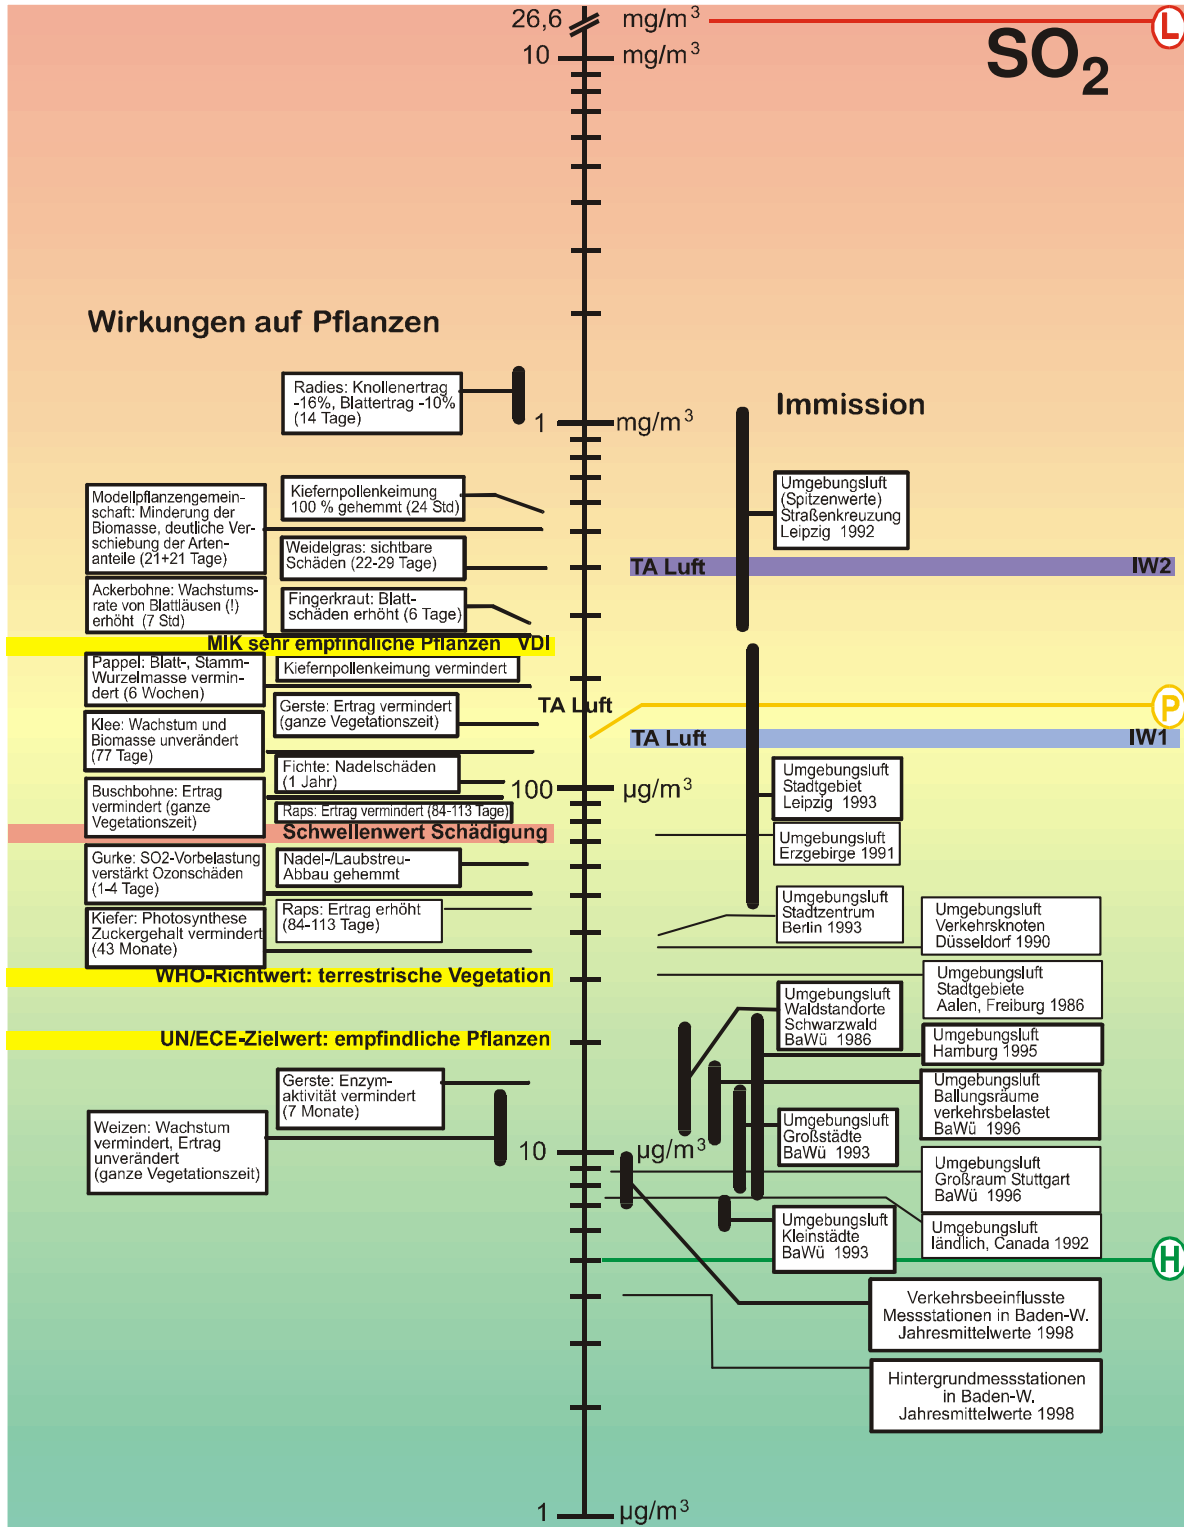 26,6 mg/m³
L
10 mg/m³
SO₂
Wirkungen auf Pflanzen
Radies: Knollenertrag
-16%, Blattertrag -10%
(14 Tage)
1 mg/m³
Immission
Modellpflanzengemein-
schaft: Minderung der
Biomasse, deutliche Ver-
schiebung der Arten-
anteile (21+21 Tage)
Kiefernpollenkeimung
100 % gehemmt (24 Std)
Umgebungsluft
(Spitzenwerte)
Straßenkreuzung
Leipzig 1992
Weidelgras: sichtbare
Schäden (22-29 Tage)
TA Luft IW2
Ackerbohne: Wachstums-
rate von Blattläusen (!)
erhöht (7 Std)
Fingerkraut: Blatt-
schäden erhöht (6 Tage)
MIK sehr empfindliche Pflanzen VDI
Pappel: Blatt-, Stamm-
Wurzelmasse vermin-
dert (6 Wochen)
Kiefernpollenkeimung vermindert
Gerste: Ertrag vermindert
(ganze Vegetationszeit)
TA Luft
P
Klee: Wachstum und
Biomasse unverändert
(77 Tage)
TA Luft IW1
Fichte: Nadelschäden
(1 Jahr)
Umgebungsluft
Stadtgebiet
Leipzig 1993
Buschbohne: Ertrag
vermindert (ganze
Vegetationszeit)
Raps: Ertrag vermindert (84-113 Tage)
100 µg/m³
Schwellenwert Schädigung
Umgebungsluft
Erzgebirge 1991
Gurke: SO2-Vorbelastung
verstärkt Ozonschäden
(1-4 Tage)
Nadel-/Laubstreu-
Abbau gehemmt
Umgebungsluft
Stadtzentrum
Berlin 1993
Kiefer: Photosynthese
Zuckergehalt vermindert
(43 Monate)
Raps: Ertrag erhöht
(84-113 Tage)
Umgebungsluft
Verkehrsknoten
Düsseldorf 1990
WHO-Richtwert: terrestrische Vegetation
Umgebungsluft
Stadtgebiete
Aalen, Freiburg 1986
Umgebungsluft
Waldstandorte
Schwarzwald
BaWü 1986
UN/ECE-Zielwert: empfindliche Pflanzen
Umgebungsluft
Hamburg 1995
Gerste: Enzym-
aktivität vermindert
(7 Monate)
Umgebungsluft
Ballungsräume
verkehrsbelastet
BaWü 1996
Weizen: Wachstum
vermindert, Ertrag
unverändert
(ganze Vegetationszeit)
Umgebungsluft
Großstädte
BaWü 1993
10 µg/m³
Umgebungsluft
Großraum Stuttgart
BaWü 1996
Umgebungsluft
Kleinstädte
BaWü 1993
Umgebungsluft
ländlich, Canada 1992
H
Verkehrsbeeinflusste
Messstationen in Baden-W.
Jahresmittelwerte 1998
Hintergrundmessstationen
in Baden-W.
Jahresmittelwerte 1998
1 µg/m³